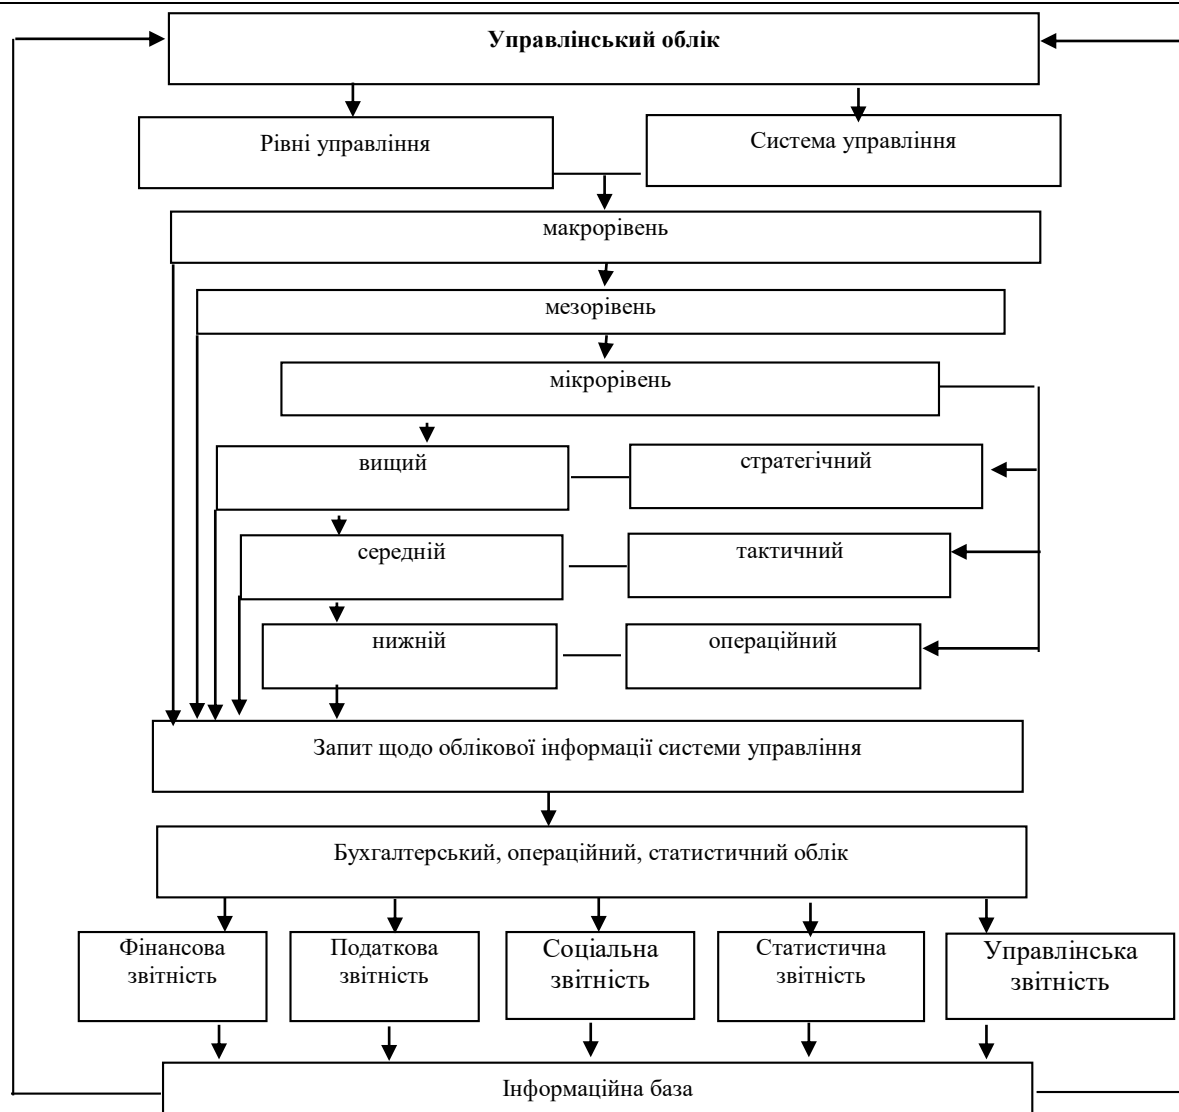 Управлінський облік
Рівні управління
Система управління
макрорівень
мезорівень
мікрорівень
вищий
стратегічний
середній
тактичний
нижній
операційний
Запит щодо облікової інформації системи управління
Бухгалтерський, операційний, статистичний облік
Фінансова
звітність
Податкова
звітність
Соціальна
звітність
Статистична
звітність
Управлінська
звітність
Інформаційна база